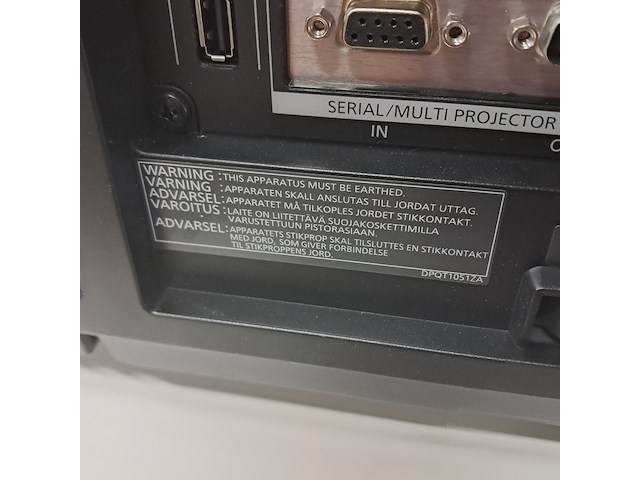 SERIAL/MULTI PROJECTOR
IN
WARNING : THIS APPARATUS MUST BE EARTHED.
VARNING : APPARATEN SKALL ANSLUTAS TILL JORDAT UTTAG.
ADVARSEL : APPARATET MÅ TILKOPLES JORDET STIKKONTAKT.
VAROITUS : LAITE ON LIITETTÄVÄ SUOJAKOSKETTIMILLA
VARUSTETTUUN PISTORASIAAN.
ADVARSEL : APPARATETS STIKPROP SKAL TILSLUTTES EN STIKKONTAKT
MED JORD, SOM GIVER FORBINDELSE
TIL STIKPROPPENS JORD.
DPQT1051ZA